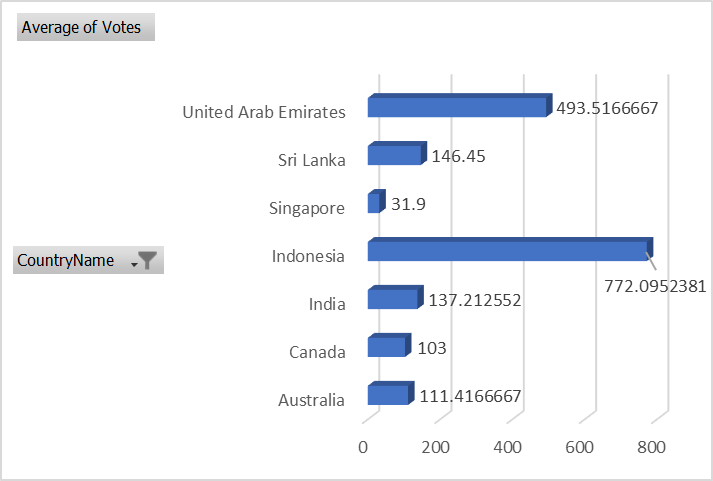 Average of Votes
United Arab Emirates
493.5166667
Sri Lanka
146.45
Singapore
31.9
Indonesia
772.0952381
CountryName
India
137.212552
Canada
103
Australia
111.4166667
0 200 400 600 800